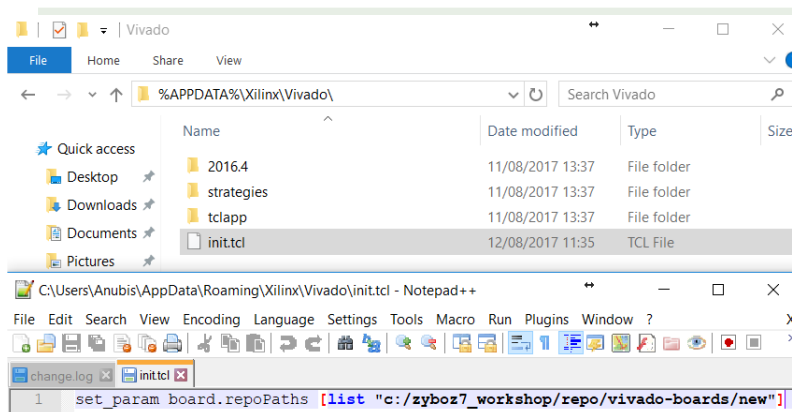 Vivado
File Home Share View
%APPDATA%\Xilinx\Vivado\ Search Vivado
Name Date modified Type Size
Quick access
Desktop
Downloads
Documents
Pictures
2016.4 11/08/2017 13:37 File folder
strategies 11/08/2017 13:37 File folder
tclapp 11/08/2017 13:37 File folder
init.tcl 12/08/2017 11:35 TCL File
C:\Users\Anubis\AppData\Roaming\Xilinx\Vivado\init.tcl - Notepad++
File Edit Search View Encoding Language Settings Tools Macro Run Plugins Window ? X
change.log init.tcl
1 set_param board.repoPaths [list "c:/zyboz7_workshop/repo/vivado-boards/new"]